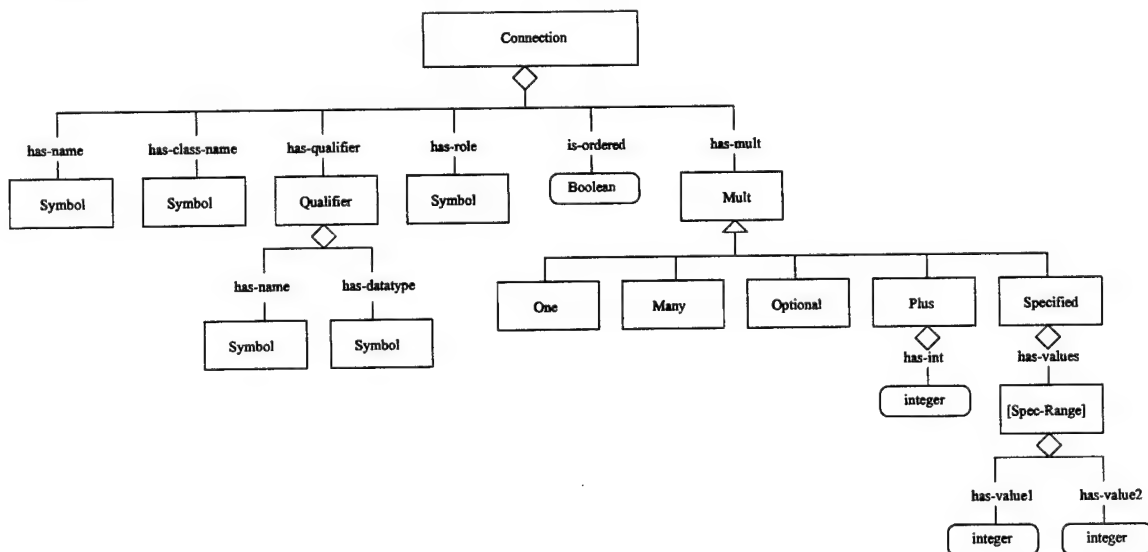 Connection
has-name
has-class-name
has-qualifier
has-role
is-ordered
has-mult
Symbol
Symbol
Qualifier
Symbol
Boolean
Mult
has-name
has-datatype
One
Many
Optional
Plus
Specified
Symbol
Symbol
has-int
has-values
integer
[Spec-Range]
has-value1
has-value2
integer
integer